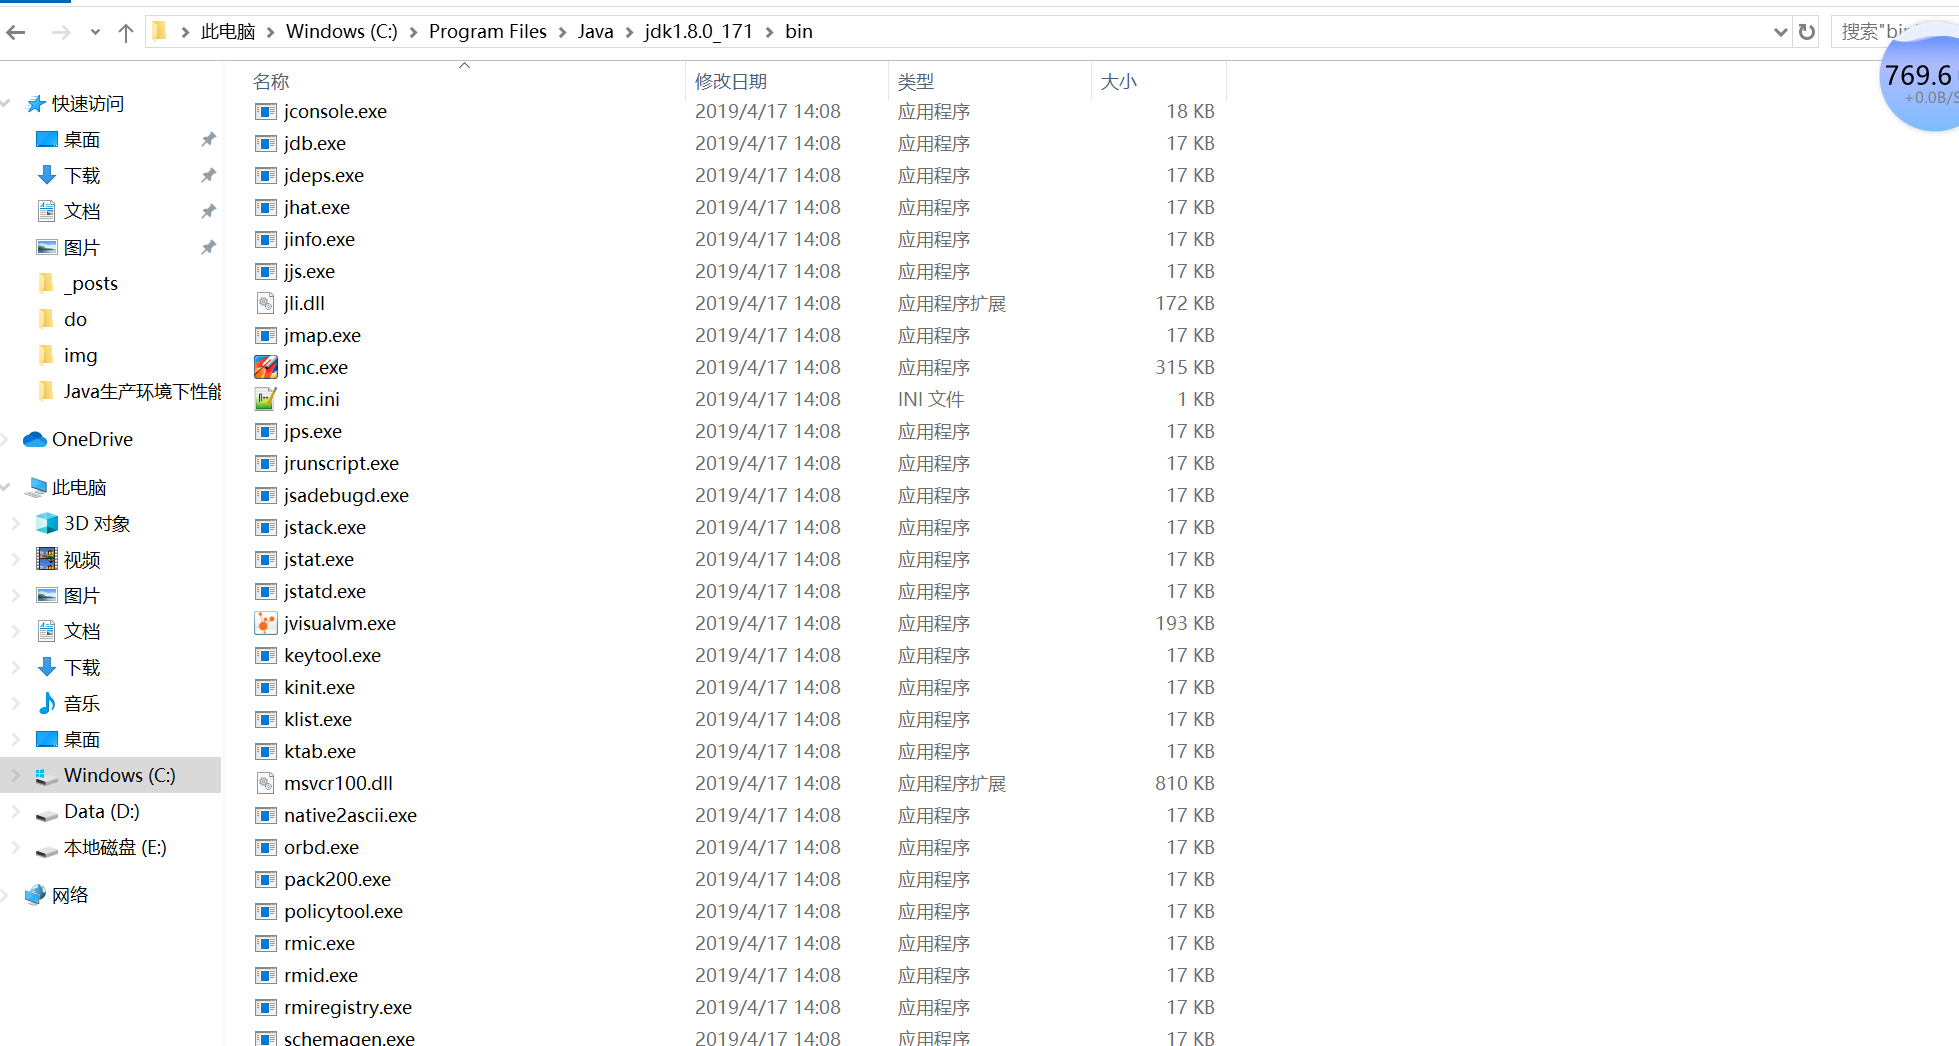 此电脑 > Windows (C:) > Program Files > Java > jdk1.8.0_171 > bin
搜索"bin
769.6
+0.0B/S
快速访问
桌面
下载
文档
图片
_posts
do
img
Java生产环境下性能
OneDrive
此电脑
3D 对象
视频
图片
文档
下载
音乐
桌面
Windows (C:)
Data (D:)
本地磁盘 (E:)
网络
名称 修改日期 类型 大小
jconsole.exe 2019/4/17 14:08 应用程序 18 KB
jdb.exe 2019/4/17 14:08 应用程序 17 KB
jdeps.exe 2019/4/17 14:08 应用程序 17 KB
jhat.exe 2019/4/17 14:08 应用程序 17 KB
jinfo.exe 2019/4/17 14:08 应用程序 17 KB
jjs.exe 2019/4/17 14:08 应用程序 17 KB
jli.dll 2019/4/17 14:08 应用程序扩展 172 KB
jmap.exe 2019/4/17 14:08 应用程序 17 KB
jmc.exe 2019/4/17 14:08 应用程序 315 KB
jmc.ini 2019/4/17 14:08 INI 文件 1 KB
jps.exe 2019/4/17 14:08 应用程序 17 KB
jrunscript.exe 2019/4/17 14:08 应用程序 17 KB
jsadebugd.exe 2019/4/17 14:08 应用程序 17 KB
jstack.exe 2019/4/17 14:08 应用程序 17 KB
jstat.exe 2019/4/17 14:08 应用程序 17 KB
jstatd.exe 2019/4/17 14:08 应用程序 17 KB
jvisualvm.exe 2019/4/17 14:08 应用程序 193 KB
keytool.exe 2019/4/17 14:08 应用程序 17 KB
kinit.exe 2019/4/17 14:08 应用程序 17 KB
klist.exe 2019/4/17 14:08 应用程序 17 KB
ktab.exe 2019/4/17 14:08 应用程序 17 KB
msvcr100.dll 2019/4/17 14:08 应用程序扩展 810 KB
native2ascii.exe 2019/4/17 14:08 应用程序 17 KB
orbd.exe 2019/4/17 14:08 应用程序 17 KB
pack200.exe 2019/4/17 14:08 应用程序 17 KB
policytool.exe 2019/4/17 14:08 应用程序 17 KB
rmic.exe 2019/4/17 14:08 应用程序 17 KB
rmid.exe 2019/4/17 14:08 应用程序 17 KB
rmiregistry.exe 2019/4/17 14:08 应用程序 17 KB
schemagen.exe 2019/4/17 14:08 应用程序 17 KB